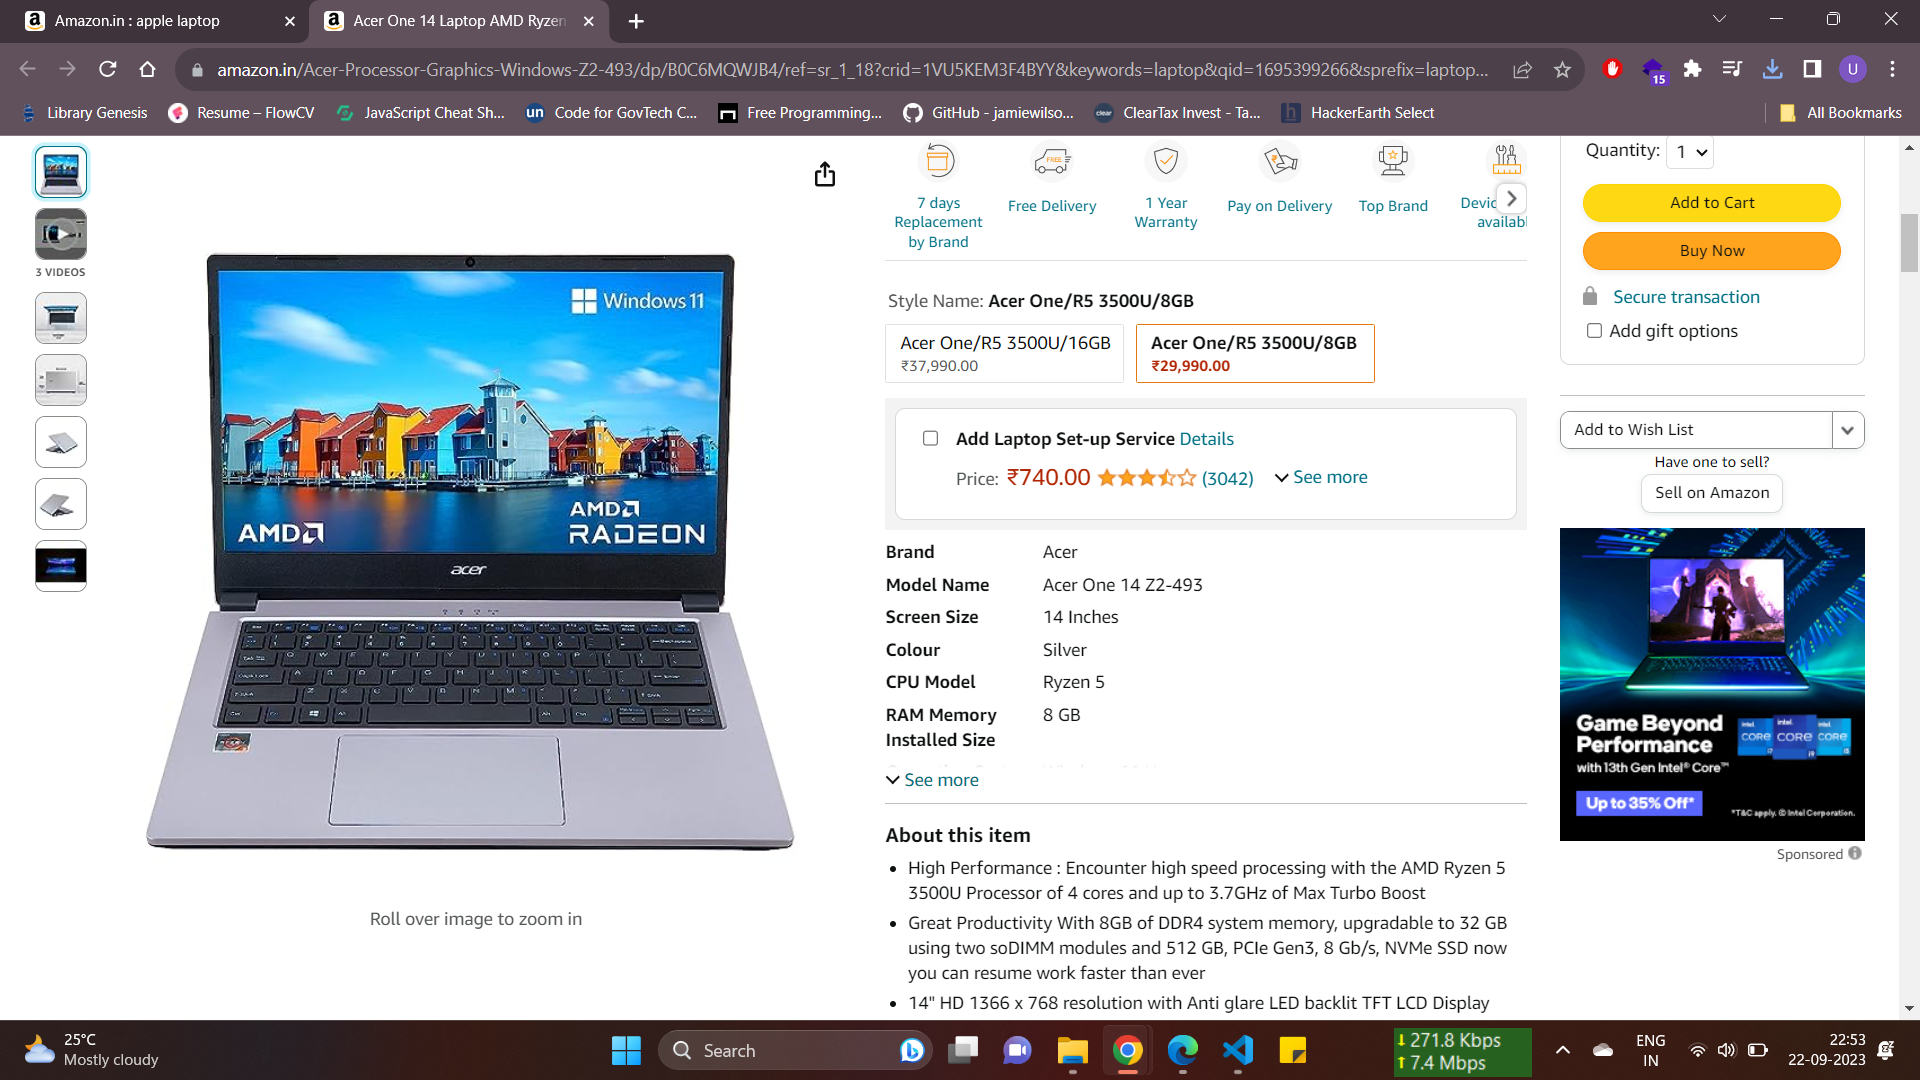 Amazon.in : apple laptop
Acer One 14 Laptop AMD Ryzen
amazon.in/Acer-Processor-Graphics-Windows-Z2-493/dp/B0C6MQWJB4/ref=sr_1_18?crid=1VU5KEM3F4BYY&keywords=laptop&qid=1695399266&sprefix=laptop...
15
U
Library Genesis
Resume – FlowCV
JavaScript Cheat Sh...
un
Code for GovTech C...
Free Programming...
GitHub - jamiewilso...
clear
ClearTax Invest - Ta...
h
HackerEarth Select
All Bookmarks
3 VIDEOS
Windows 11
AMD
AMD
RADEON
acer
Roll over image to zoom in
FREE
7 days
Replacement
by Brand
Free Delivery
1 Year
Warranty
Pay on Delivery
Top Brand
Devic
availabl
Style Name: Acer One/R5 3500U/8GB
Acer One/R5 3500U/16GB
₹37,990.00
Acer One/R5 3500U/8GB
₹29,990.00
Add Laptop Set-up Service Details
Price: ₹740.00 (3042) See more
Brand Acer
Model Name Acer One 14 Z2-493
Screen Size 14 Inches
Colour Silver
CPU Model Ryzen 5
RAM Memory 8 GB
Installed Size
See more
About this item
• High Performance : Encounter high speed processing with the AMD Ryzen 5
3500U Processor of 4 cores and up to 3.7GHz of Max Turbo Boost
• Great Productivity With 8GB of DDR4 system memory, upgradable to 32 GB
using two soDIMM modules and 512 GB, PCIe Gen3, 8 Gb/s, NVMe SSD now
you can resume work faster than ever
• 14" HD 1366 x 768 resolution with Anti glare LED backlit TFT LCD Display
Quantity: 1
Add to Cart
Buy Now
Secure transaction
Add gift options
Add to Wish List
Have one to sell?
Sell on Amazon
Game Beyond
Performance
with 13th Gen Intel® Core™
intel. CORE i7
intel. CORE i9
intel. CORE i5
Up to 35% Off*
*T&C apply. © Intel Corporation.
Sponsored
25°C
Mostly cloudy
Search
271.8 Kbps
7.4 Mbps
ENG
IN
22:53
22-09-2023